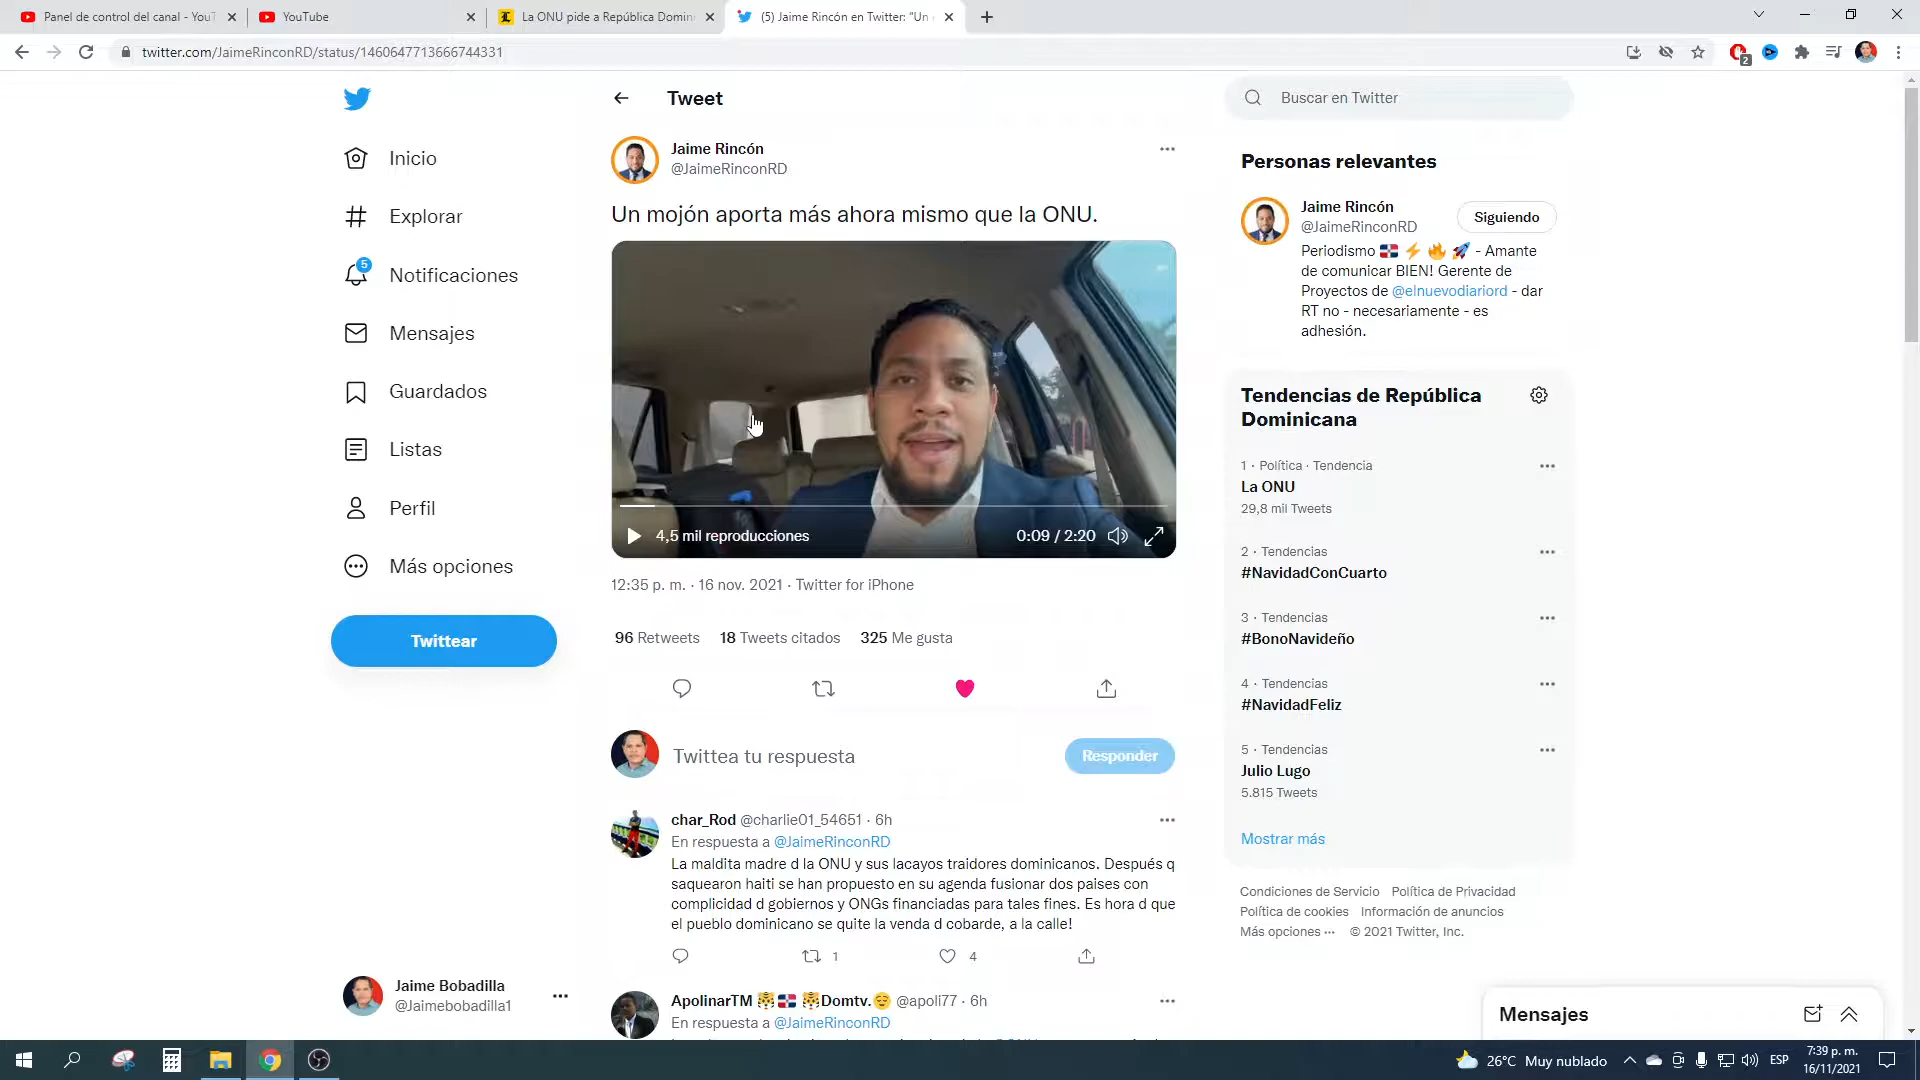 Panel de control del canal - YouT
YouTube
La ONU pide a República Domin
(5) Jaime Rincón en Twitter: "Un
twitter.com/JaimeRinconRD/status/1460647713666744331
2
Inicio
Explorar
5
Notificaciones
Mensajes
Guardados
Listas
Perfil
Más opciones
Twittear
Jaime Bobadilla
@Jaimebobadilla1
Tweet
Jaime Rincón
@JaimeRinconRD
Un mojón aporta más ahora mismo que la ONU.
4,5 mil reproducciones
0:09 / 2:20
12:35 p. m. · 16 nov. 2021 · Twitter for iPhone
96 Retweets 18 Tweets citados 325 Me gusta
Twittea tu respuesta
Responder
char_Rod @charlie01_54651 · 6h
En respuesta a @JaimeRinconRD
La maldita madre d la ONU y sus lacayos traidores dominicanos. Después q
saquearon haiti se han propuesto en su agenda fusionar dos paises con
complicidad d gobiernos y ONGs financiadas para tales fines. Es hora d que
el pueblo dominicano se quite la venda d cobarde, a la calle!
1
4
ApolinarTM 🐯🇩🇴 🐯Domtv.😌 @apoli77 · 6h
En respuesta a @JaimeRinconRD
Buscar en Twitter
Personas relevantes
Jaime Rincón
@JaimeRinconRD
Siguiendo
Periodismo 🇩🇴 ⚡ 🔥 🚀 - Amante
de comunicar BIEN! Gerente de
Proyectos de @elnuevodiariord - dar
RT no - necesariamente - es
adhesión.
Tendencias de República
Dominicana
1 · Política · Tendencia
La ONU
29,8 mil Tweets
2 · Tendencias
#NavidadConCuarto
3 · Tendencias
#BonoNavideño
4 · Tendencias
#NavidadFeliz
5 · Tendencias
Julio Lugo
5.815 Tweets
Mostrar más
Condiciones de Servicio Política de Privacidad
Política de cookies Información de anuncios
Más opciones ··· © 2021 Twitter, Inc.
Mensajes
26°C Muy nublado
ESP
7:39 p. m.
16/11/2021